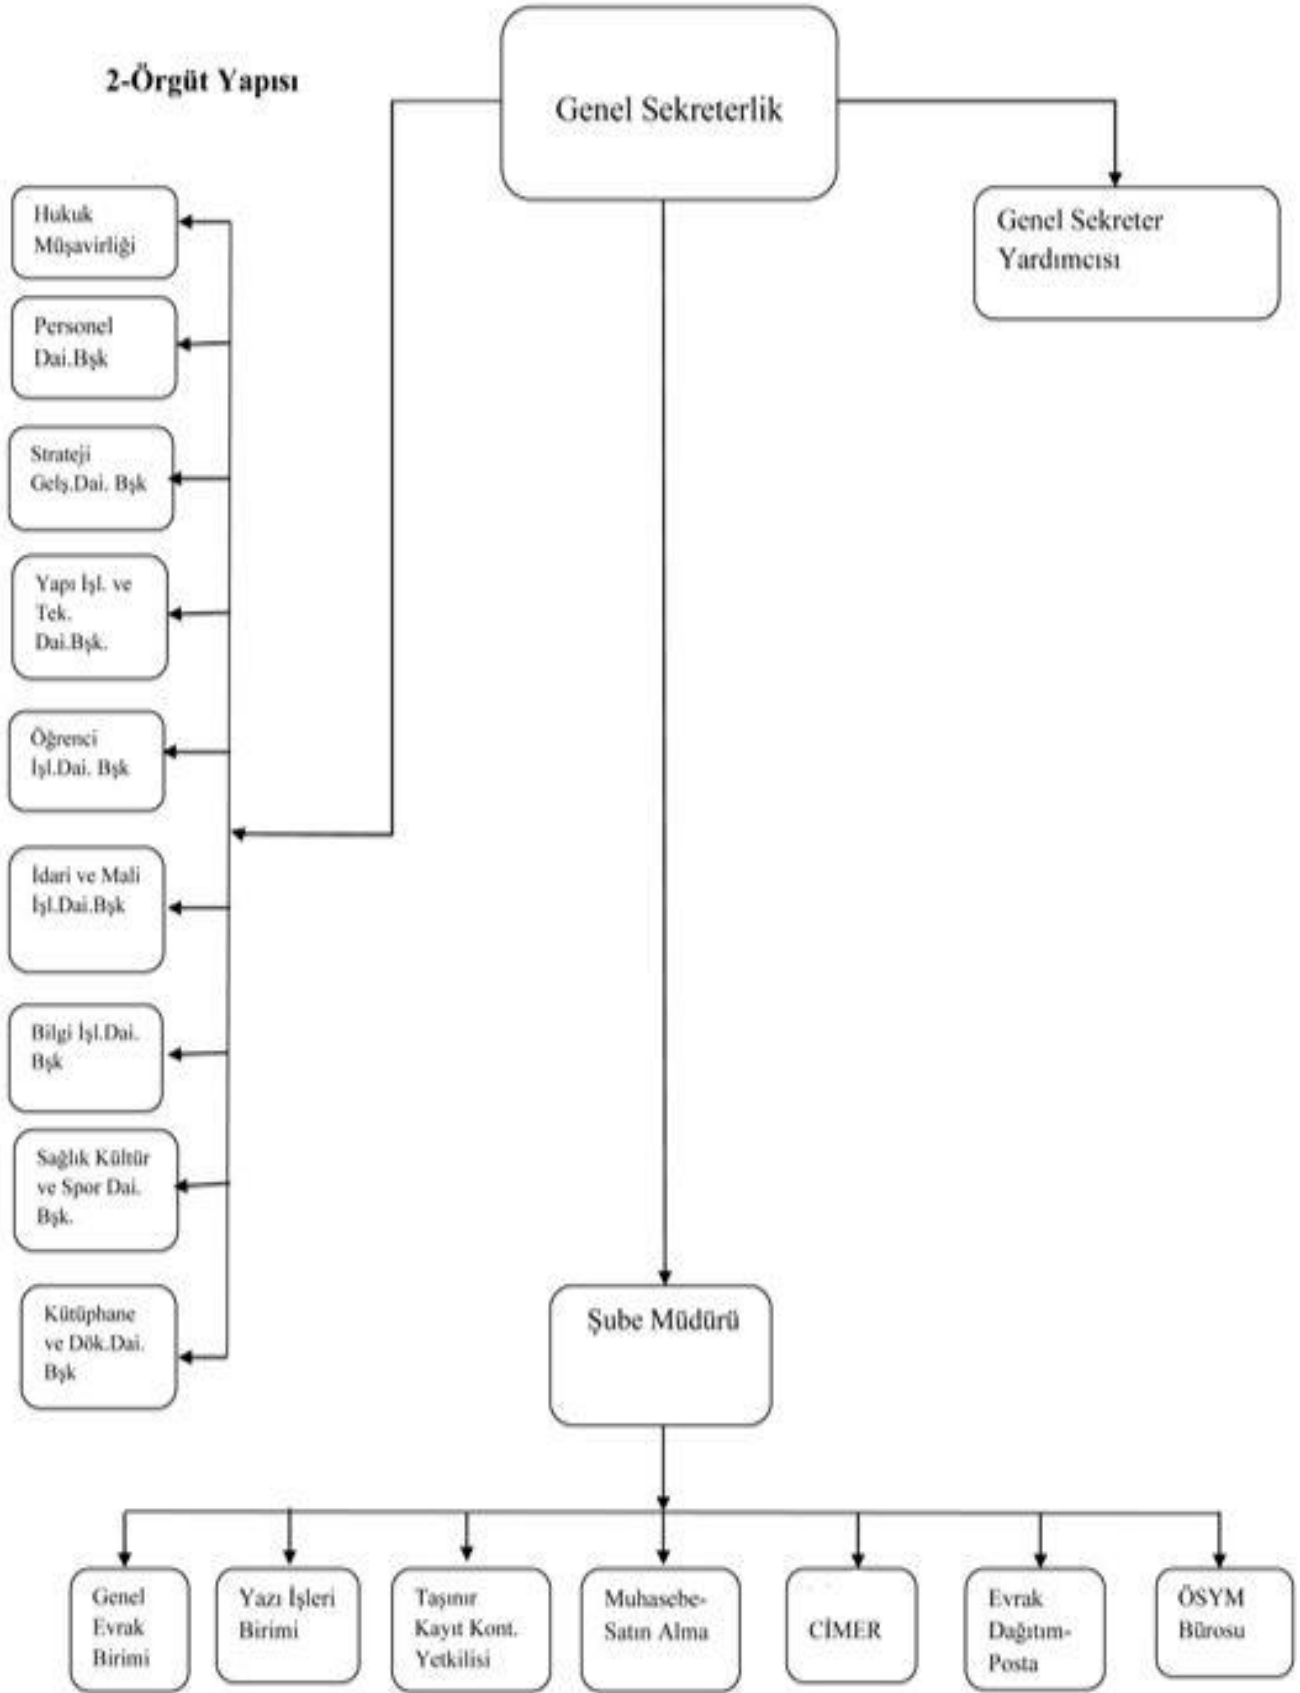 2-Örgüt Yapısı
Genel Sekreterlik
Genel Sekreter
Yardımcısı
Hukuk
Müşavirliği
Personel
Dai.Bşk
Strateji
Gelş.Dai. Bşk
Yapı İşl. ve
Tek.
Dai.Bşk.
Öğrenci
İşl.Dai. Bşk
İdari ve Mali
İşl.Dai.Bşk
Bilgi İşl.Dai.
Bşk
Sağlık Kültür
ve Spor Dai.
Bşk.
Kütüphane
ve Dök.Dai.
Bşk
Şube Müdürü
Genel
Evrak
Birimi
Yazı İşleri
Birimi
Taşınır
Kayıt Kont.
Yetkilisi
Muhasebe-
Satın Alma
CİMER
Evrak
Dağıtım-
Posta
ÖSYM
Bürosu